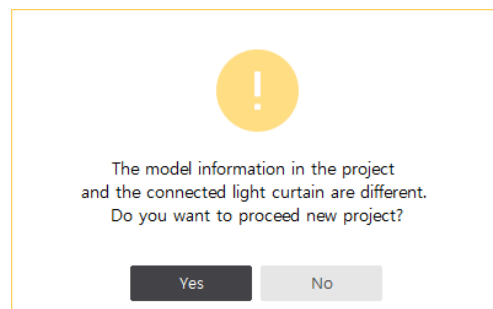 !
The model information in the project
and the connected light curtain are different.
Do you want to proceed new project?
Yes
No